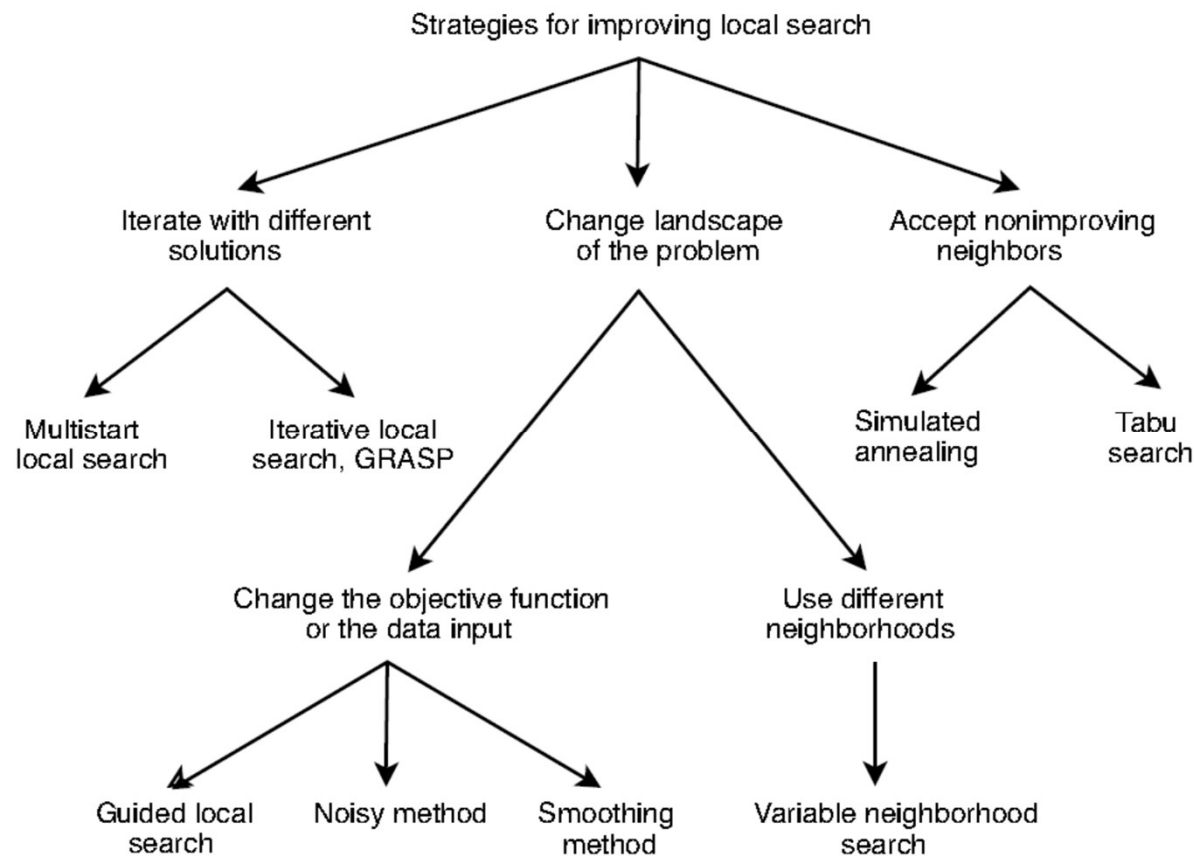 Strategies for improving local search
Iterate with different
solutions
Change landscape
of the problem
Accept nonimproving
neighbors
Multistart
local search
Iterative local
search, GRASP
Simulated
annealing
Tabu
search
Change the objective function
or the data input
Use different
neighborhoods
Guided local
search
Noisy method
Smoothing
method
Variable neighborhood
search